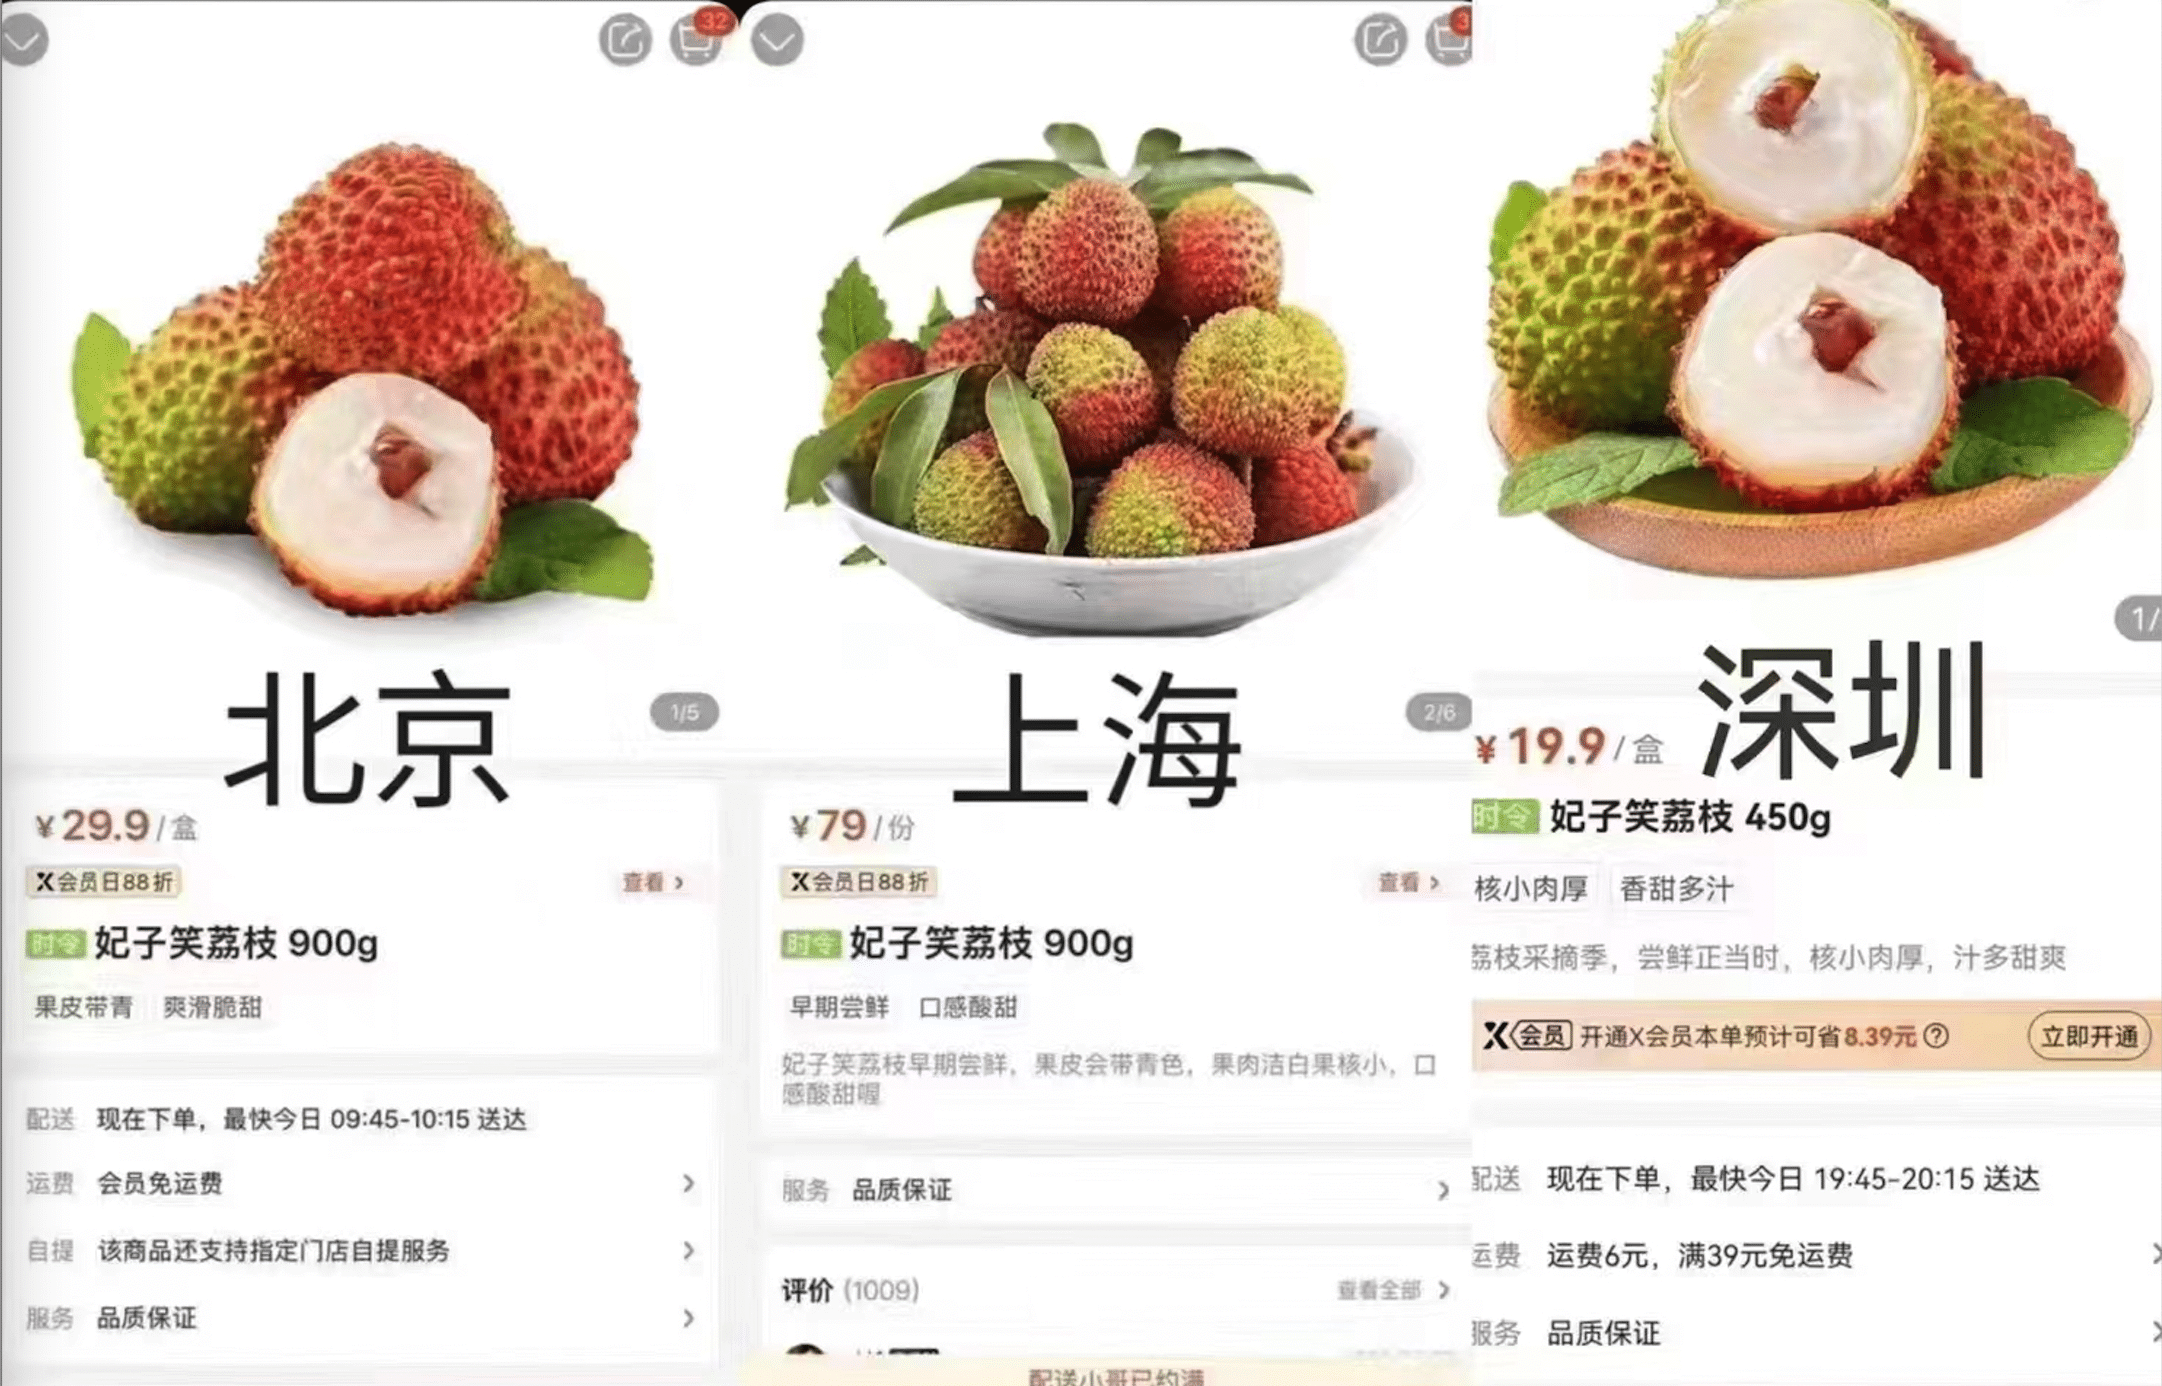 32
北京
1/5
¥29.9/盒
X会员日88折
查看 >
时令 妃子笑荔枝 900g
果皮带青 爽滑脆甜
配送 现在下单，最快今日 09:45-10:15 送达
运费 会员免运费
自提 该商品还支持指定门店自提服务
服务 品质保证
上海
2/6
¥79/份
X会员日88折
查看 >
时令 妃子笑荔枝 900g
早期尝鲜 口感酸甜
妃子笑荔枝早期尝鲜，果皮会带青色，果肉洁白果核小，口
感酸甜喔
服务 品质保证
评价 (1009)
查看全部 >
配送小哥已约满
深圳
1/
¥19.9/盒
时令 妃子笑荔枝 450g
核小肉厚 香甜多汁
荔枝采摘季，尝鲜正当时，核小肉厚，汁多甜爽
X会员 开通X会员本单预计可省8.39元?
立即开通
配送 现在下单，最快今日 19:45-20:15 送达
运费 运费6元，满39元免运费
服务 品质保证